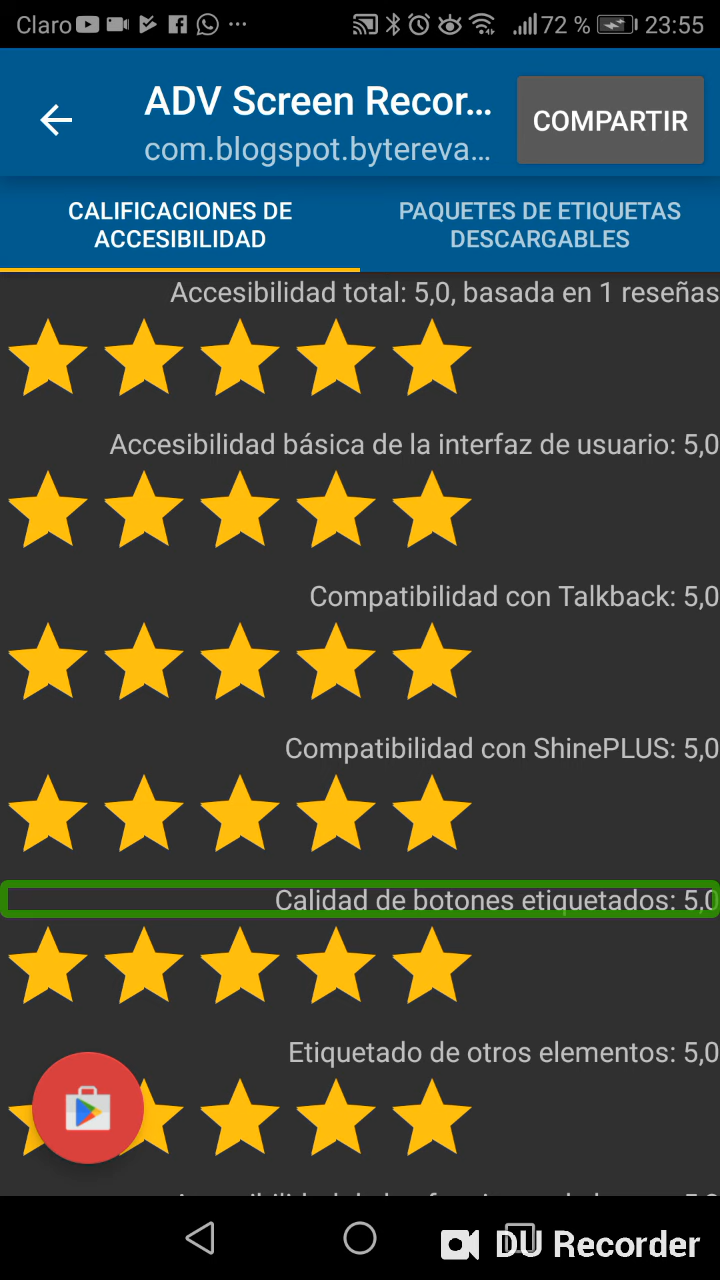 Claro ... 72 % 23:55
ADV Screen Recor...
com.blogspot.bytereva...
COMPARTIR
CALIFICACIONES DE
ACCESIBILIDAD
PAQUETES DE ETIQUETAS
DESCARGABLES
Accesibilidad total: 5,0, basada en 1 reseñas
Accesibilidad básica de la interfaz de usuario: 5,0
Compatibilidad con Talkback: 5,0
Compatibilidad con ShinePLUS: 5,0
Calidad de botones etiquetados: 5,0
Etiquetado de otros elementos: 5,0
DU Recorder